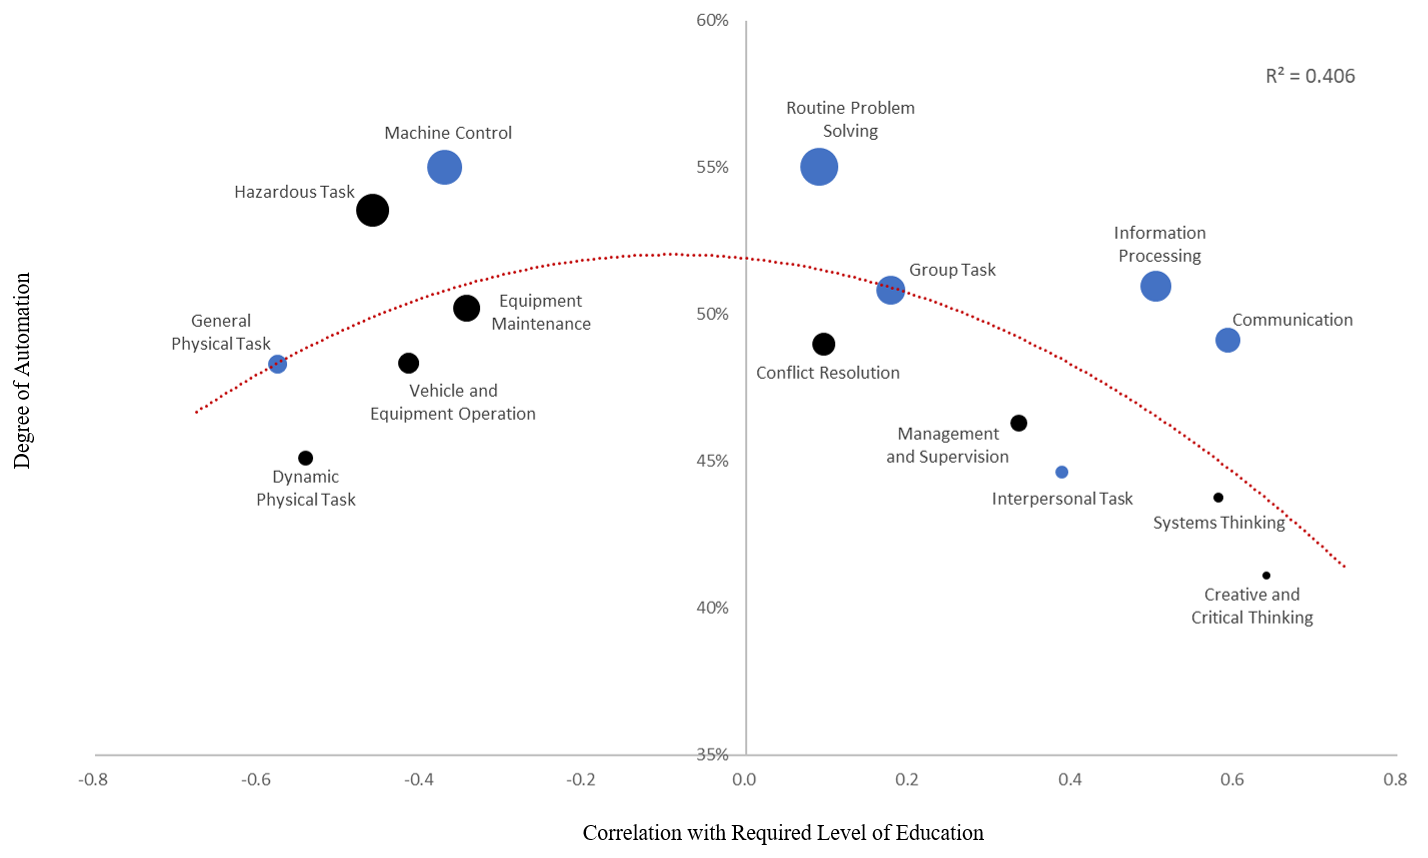 60%
R² = 0.406
Routine Problem
Solving
Machine Control
55%
Hazardous Task
Information
Processing
Group Task
Equipment
Maintenance
General
Physical Task
50%
Communication
Conflict Resolution
Vehicle and
Equipment Operation
Degree of Automation
Management
and Supervision
45%
Dynamic
Physical Task
Interpersonal Task
Systems Thinking
Creative and
Critical Thinking
40%
35%
-0.8
-0.6
-0.4
-0.2
0.0
0.2
0.4
0.6
0.8
Correlation with Required Level of Education